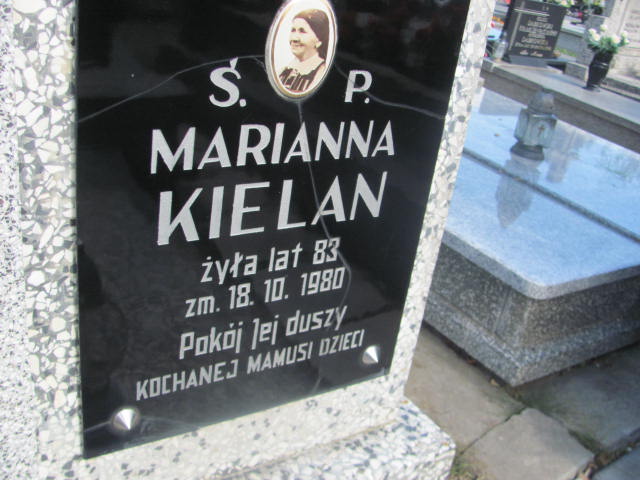 Ś. P.
MARIANNA
KIELAN
żyła lat 83
zm. 18. 10. 1980
Pokój Jej duszy
KOCHANEJ MAMUSI DZIECI